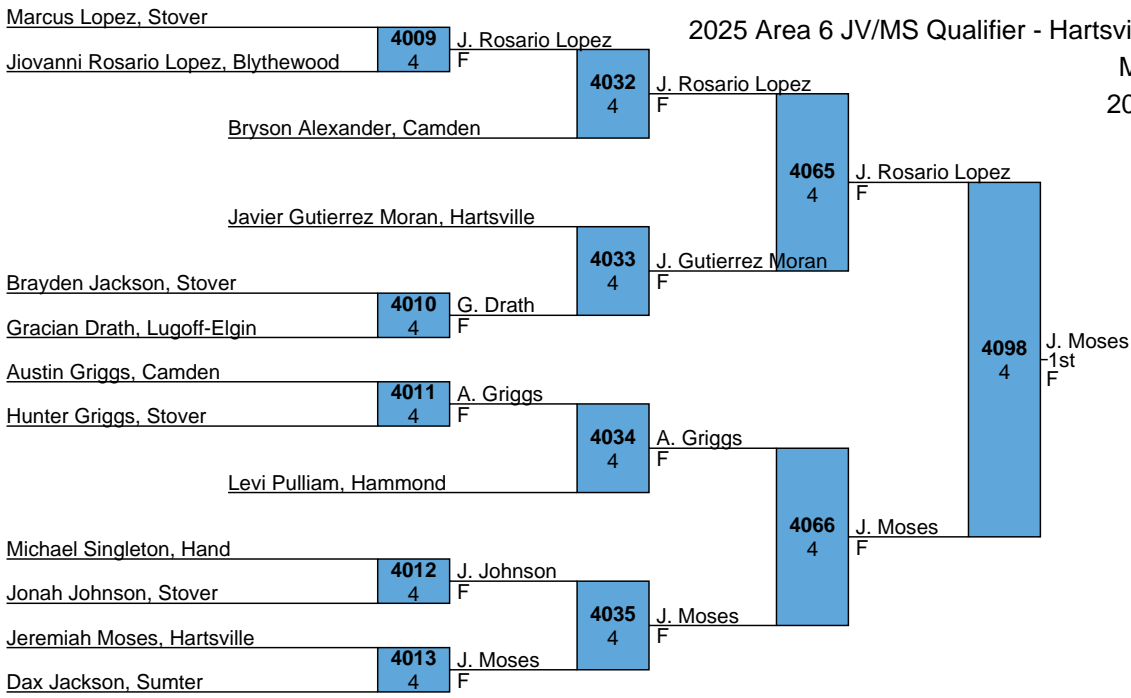 Marcus Lopez, Stover
2025 Area 6 JV/MS Qualifier - Hartsvi
4009
4
J. Rosario Lopez
F
Jiovanni Rosario Lopez, Blythewood
M
4032
4
J. Rosario Lopez
F
20
Bryson Alexander, Camden
4065
4
J. Rosario Lopez
F
Javier Gutierrez Moran, Hartsville
4033
4
J. Gutierrez Moran
F
Brayden Jackson, Stover
4010
4
G. Drath
F
Gracian Drath, Lugoff-Elgin
4098
4
J. Moses
1st
F
Austin Griggs, Camden
4011
4
A. Griggs
F
Hunter Griggs, Stover
4034
4
A. Griggs
F
Levi Pulliam, Hammond
4066
4
J. Moses
F
Michael Singleton, Hand
4012
4
J. Johnson
F
Jonah Johnson, Stover
4035
4
J. Moses
F
Jeremiah Moses, Hartsville
4013
4
J. Moses
F
Dax Jackson, Sumter